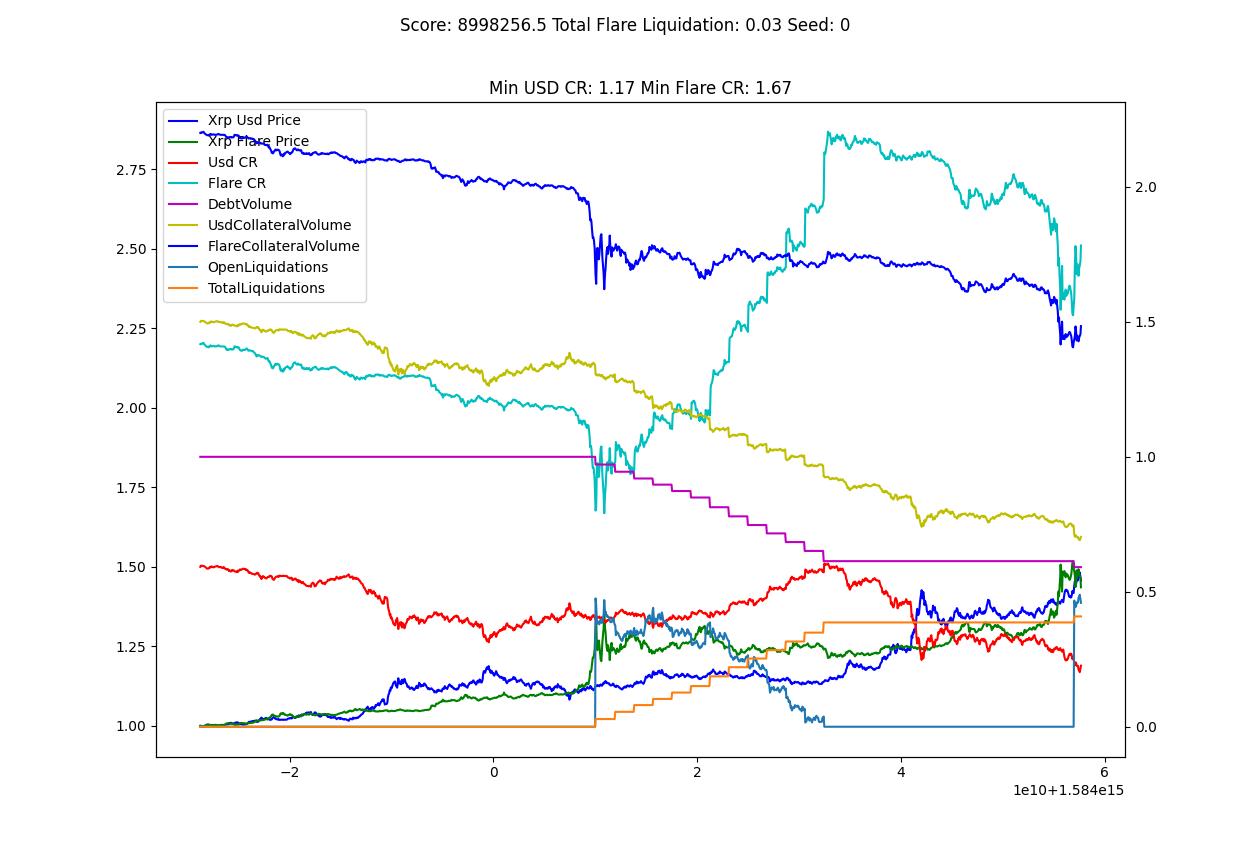 Score: 8998256.5 Total Flare Liquidation: 0.03 Seed: 0
Min USD CR: 1.17 Min Flare CR: 1.67
Xrp Usd Price
Xrp Flare Price
Usd CR
Flare CR
DebtVolume
UsdCollateralVolume
FlareCollateralVolume
OpenLiquidations
TotalLiquidations
2.75
2.50
2.25
2.00
1.75
1.50
1.25
1.00
2.0
1.5
1.0
0.5
0.0
−2 0 2 4 6
1e10+1.584e15